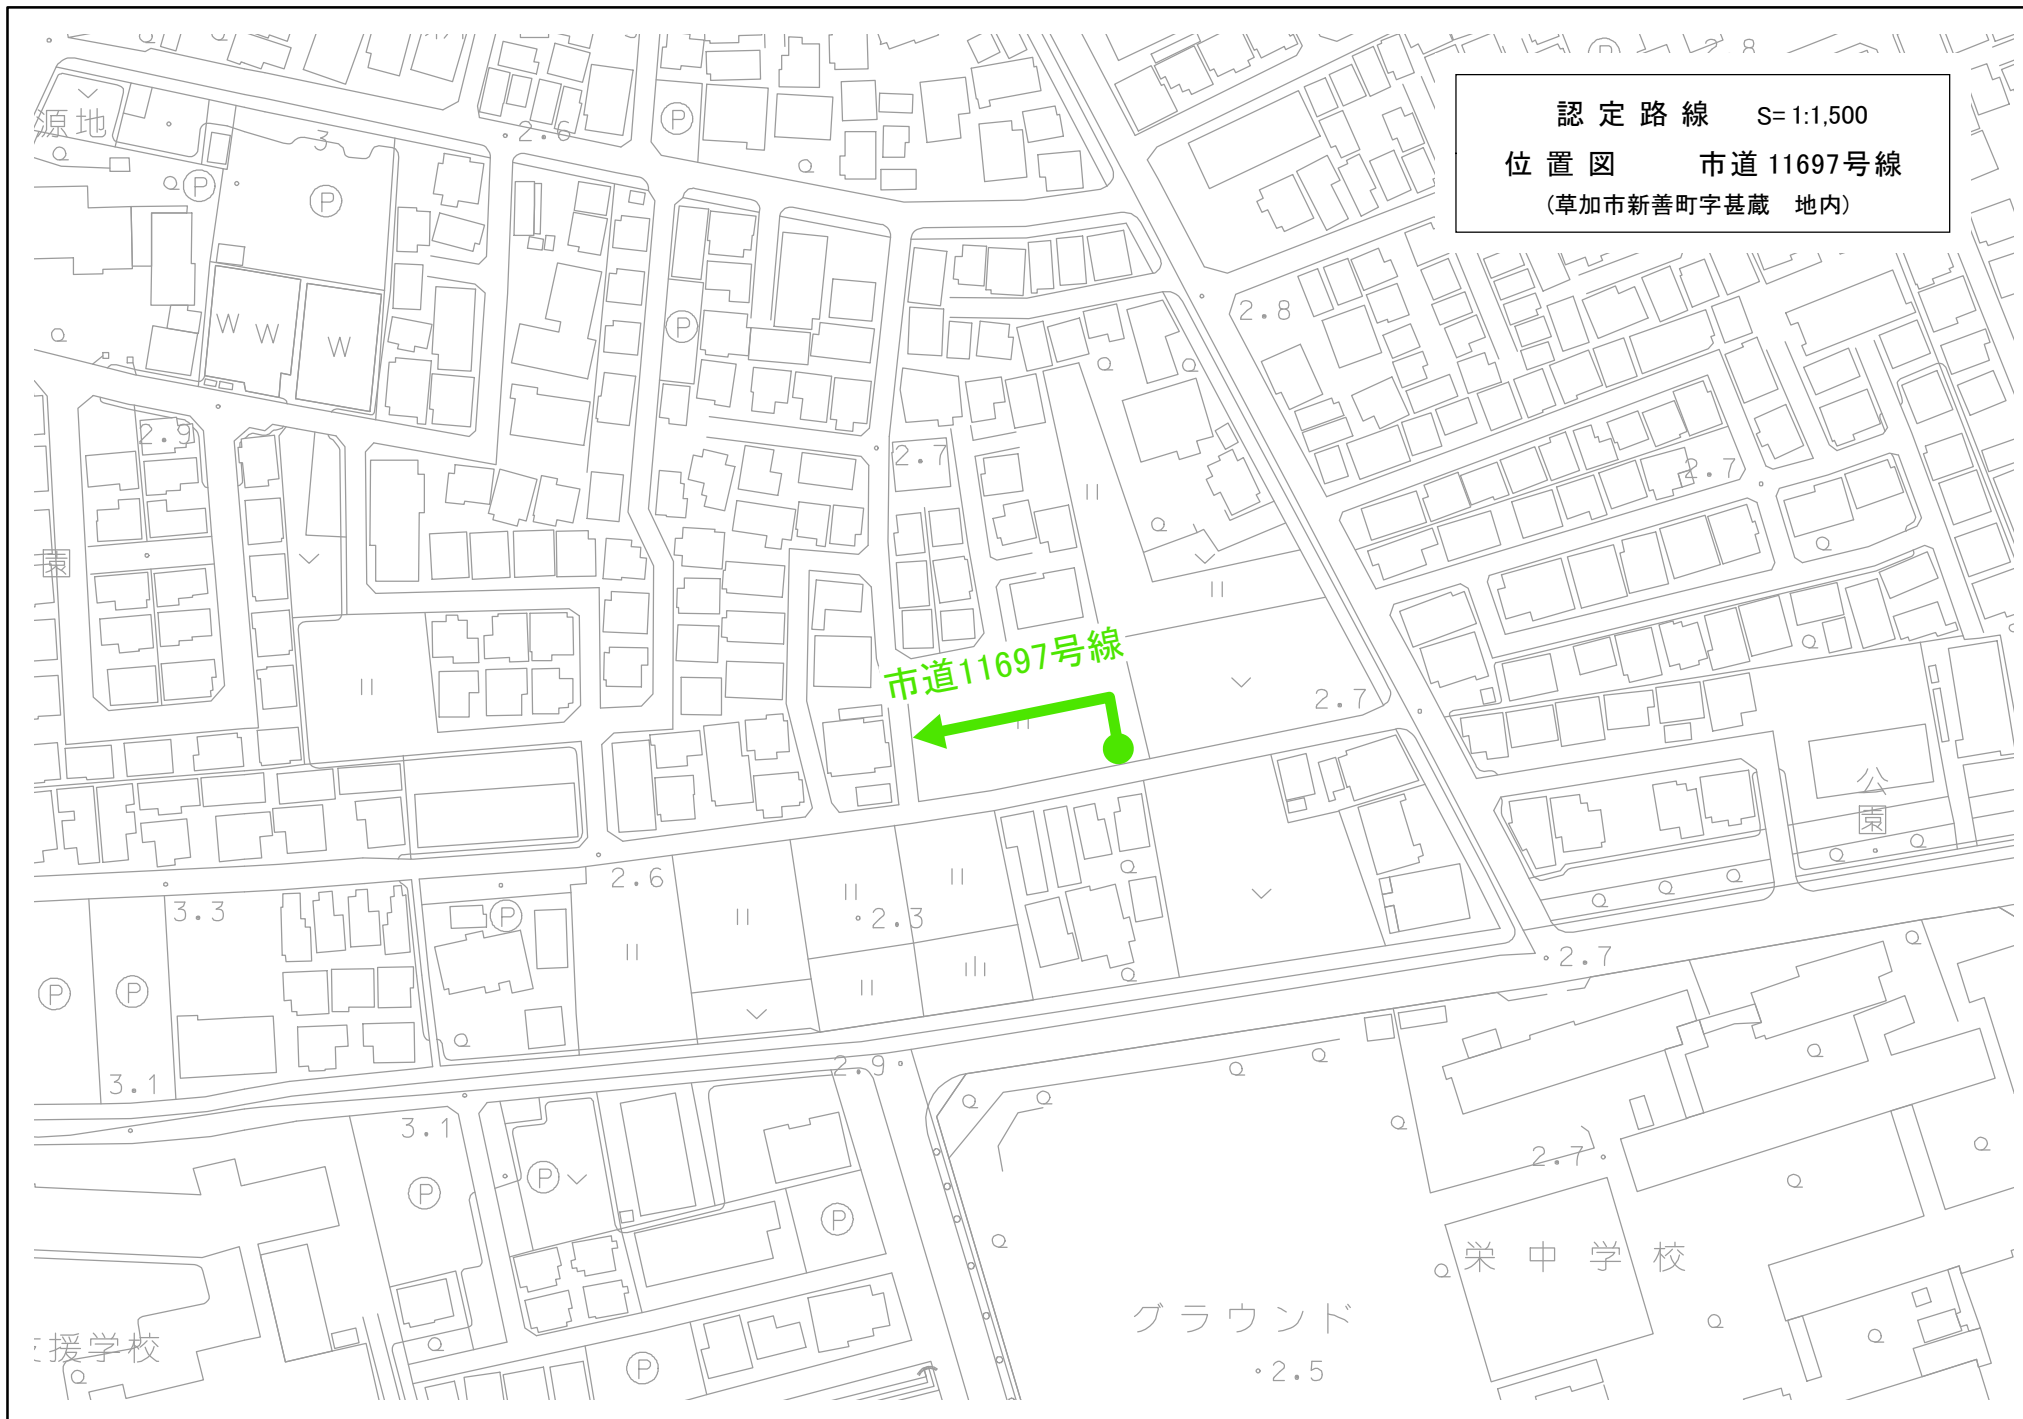 認定路線 S=1:1,500
位置図 市道11697号線
(草加市新善町字甚蔵 地内)
2.8
源地
2.6
3
P
P
P
2.8
P
W W W
2.9
2.7
2.7
園
市道11697号線
2.7
公園
2.6
2.3
3.3
P
P
P
2.7
3.1
2.9
3.1
2.7
P
P
P
栄中学校
グラウンド
援学校
P
2.5